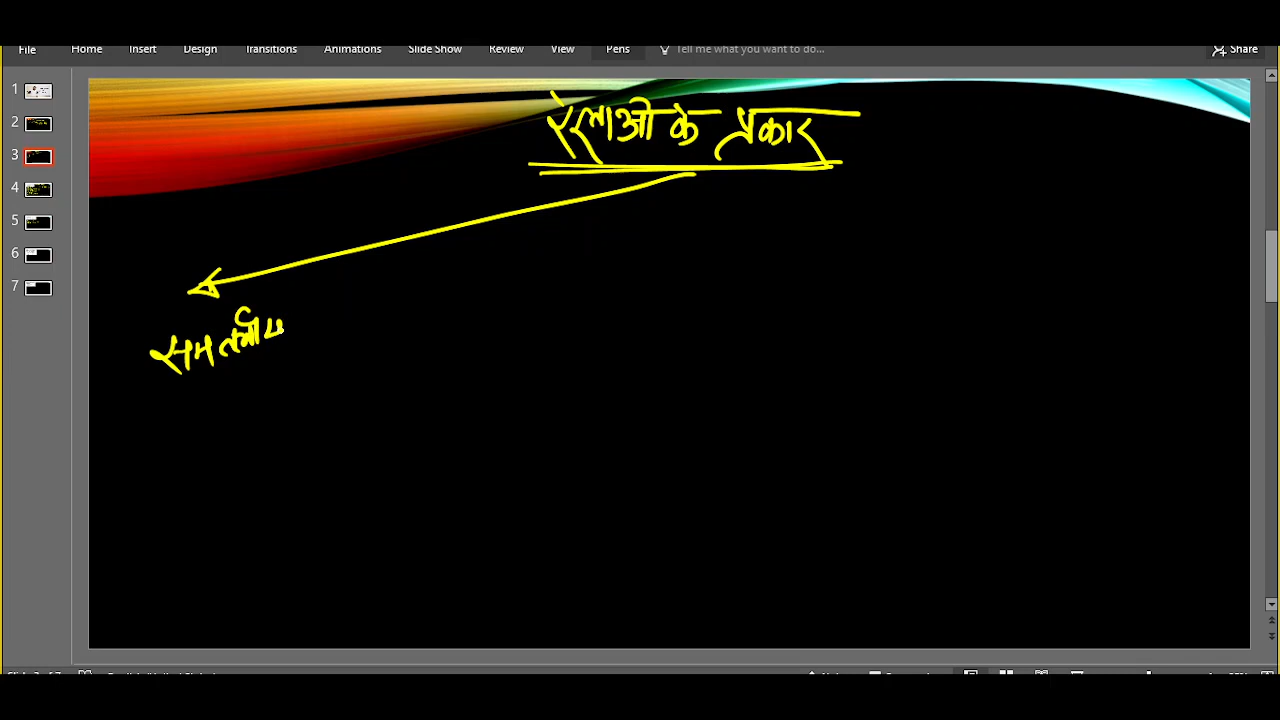 File Home Insert Design Transitions Animations Slide Show Review View Pens Tell me what you want to do... Share
1
2
3
4
5
6
7
रेखाओ के प्रकार
समतलीय